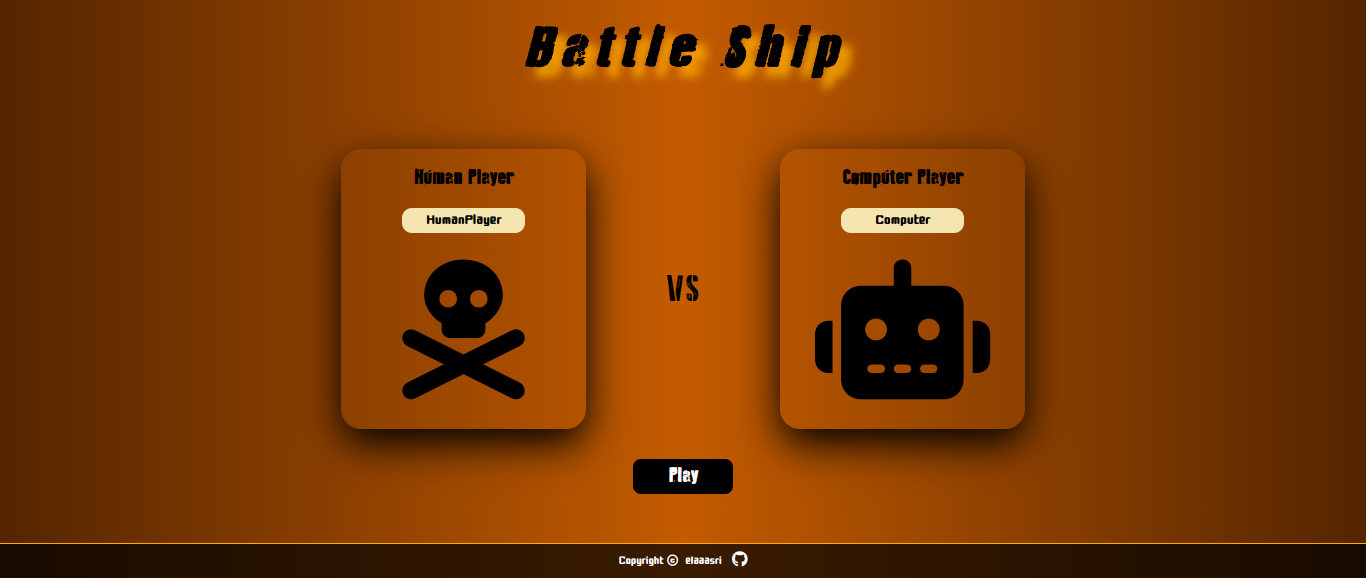 Battle Ship
Human Player
HumanPlayer
VS
Computer Player
Computer
Play
Copyright © elaaasri